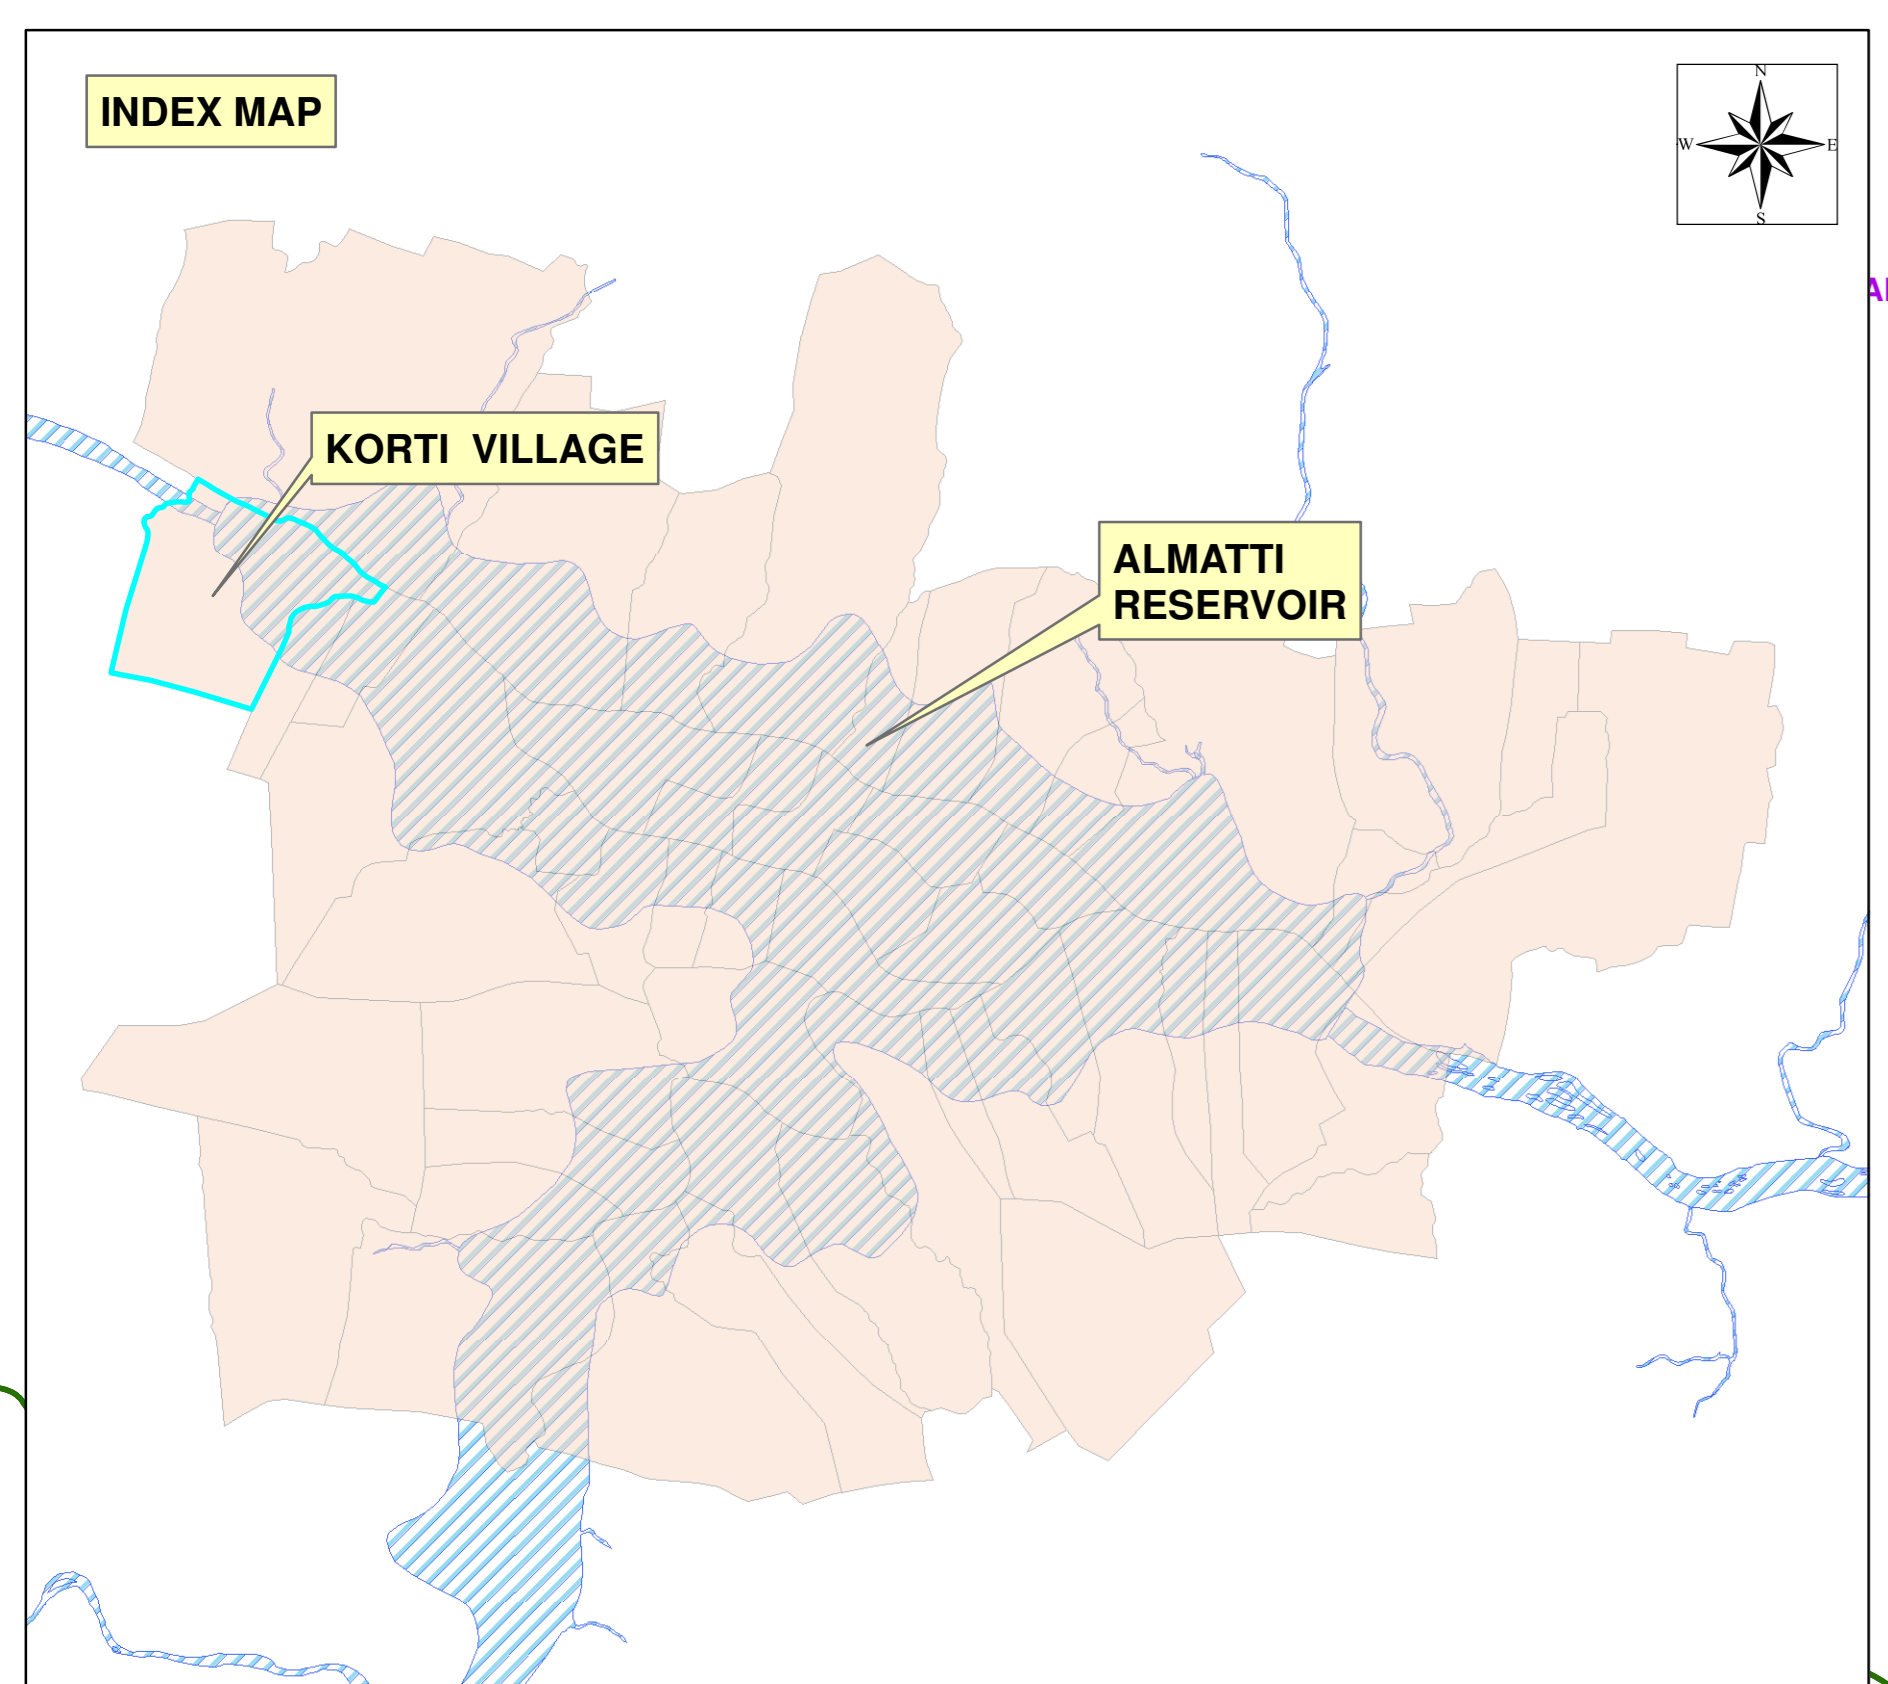 INDEX MAP
N
W
E
S
KORTI VILLAGE
ALMATTI
RESERVOIR